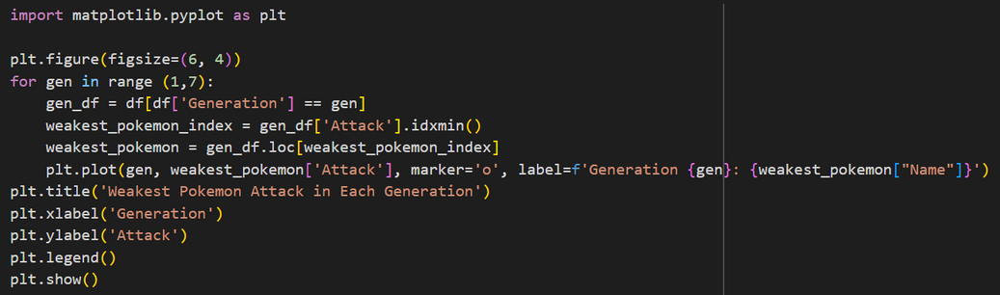 import matplotlib.pyplot as plt

plt.figure(figsize=(6, 4))
for gen in range (1,7):
    gen_df = df[df['Generation'] == gen]
    weakest_pokemon_index = gen_df['Attack'].idxmin()
    weakest_pokemon = gen_df.loc[weakest_pokemon_index]
    plt.plot(gen, weakest_pokemon['Attack'], marker='o', label=f'Generation {gen}: {weakest_pokemon["Name"]}')
plt.title('Weakest Pokemon Attack in Each Generation')
plt.xlabel('Generation')
plt.ylabel('Attack')
plt.legend()
plt.show()